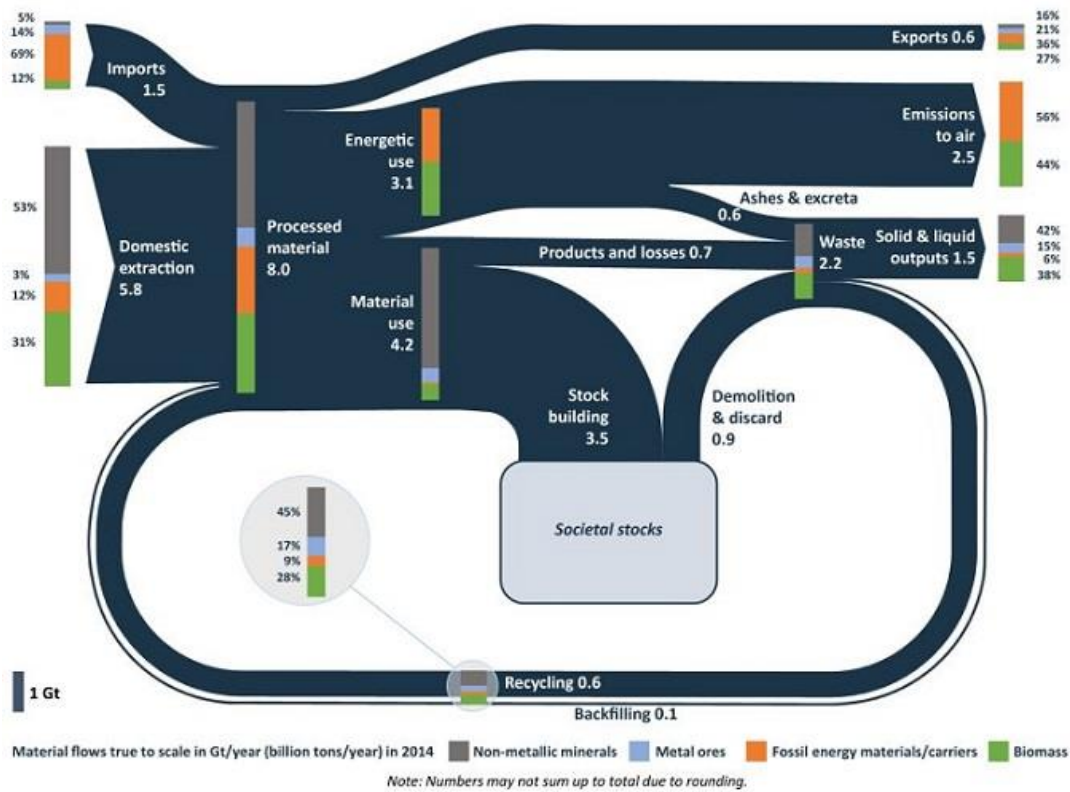 5%
14%
69%
12%
Imports
1.5
Exports 0.6
16%
21%
36%
27%
53%
3%
12%
31%
Domestic
extraction
5.8
Processed
material
8.0
Energetic
use
3.1
Material
use
4.2
Emissions
to air
2.5
56%
44%
Ashes & excreta
0.6
Products and losses 0.7
Waste
2.2
Solid & liquid
outputs 1.5
42%
15%
6%
38%
Stock
building
3.5
Demolition
& discard
0.9
Societal stocks
45%
17%
9%
28%
Recycling 0.6
Backfilling 0.1
1 Gt
Material flows true to scale in Gt/year (billion tons/year) in 2014 Non-metallic minerals Metal ores Fossil energy materials/carriers Biomass
Note: Numbers may not sum up to total due to rounding.